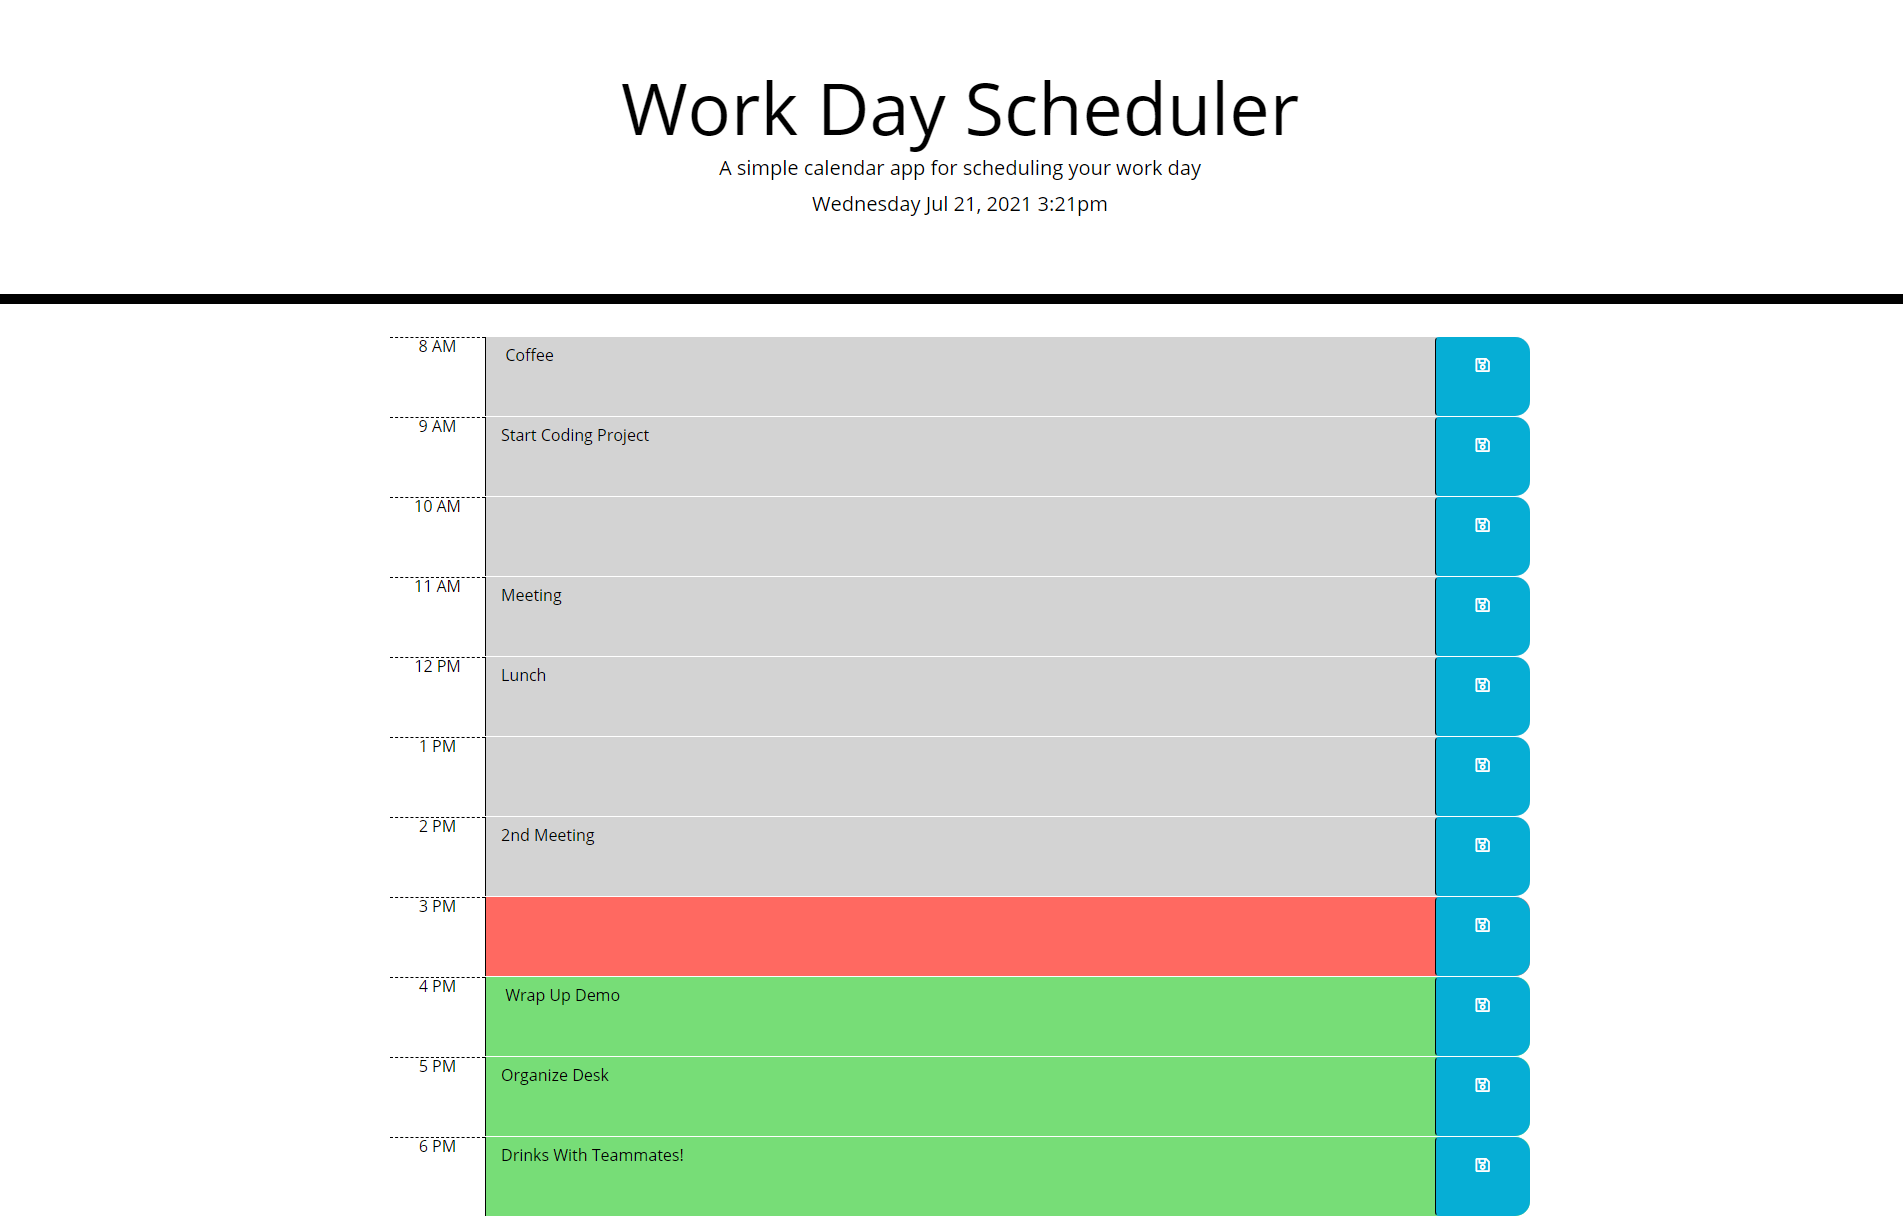 Work Day Scheduler
A simple calendar app for scheduling your work day
Wednesday Jul 21, 2021 3:21pm
8 AM Coffee
9 AM Start Coding Project
10 AM
11 AM Meeting
12 PM Lunch
1 PM
2 PM 2nd Meeting
3 PM
4 PM Wrap Up Demo
5 PM Organize Desk
6 PM Drinks With Teammates!